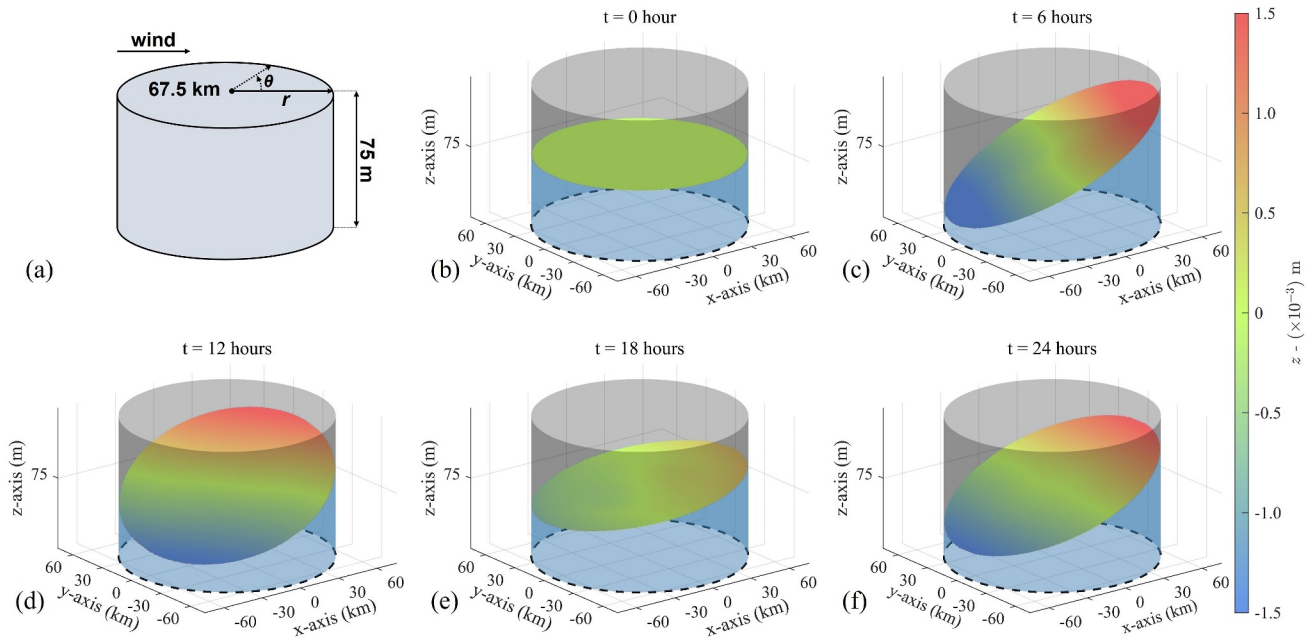 wind
θ
67.5 km
r
75 m
(a)
t = 0 hour
z-axis (m)
75
60
30
0
-30
-60
y-axis (km)
-60
-30
0
30
60
x-axis (km)
(b)
t = 6 hours
z-axis (m)
75
60
30
0
-30
-60
y-axis (km)
-60
-30
0
30
60
x-axis (km)
(c)
t = 12 hours
z-axis (m)
75
60
30
0
-30
-60
y-axis (km)
-60
-30
0
30
60
x-axis (km)
(d)
t = 18 hours
z-axis (m)
75
60
30
0
-30
-60
y-axis (km)
-60
-30
0
30
60
x-axis (km)
(e)
t = 24 hours
z-axis (m)
75
60
30
0
-30
-60
y-axis (km)
-60
-30
0
30
60
x-axis (km)
(f)
1.5
1.0
0.5
0
-0.5
-1.0
-1.5
z - (×10⁻³) m